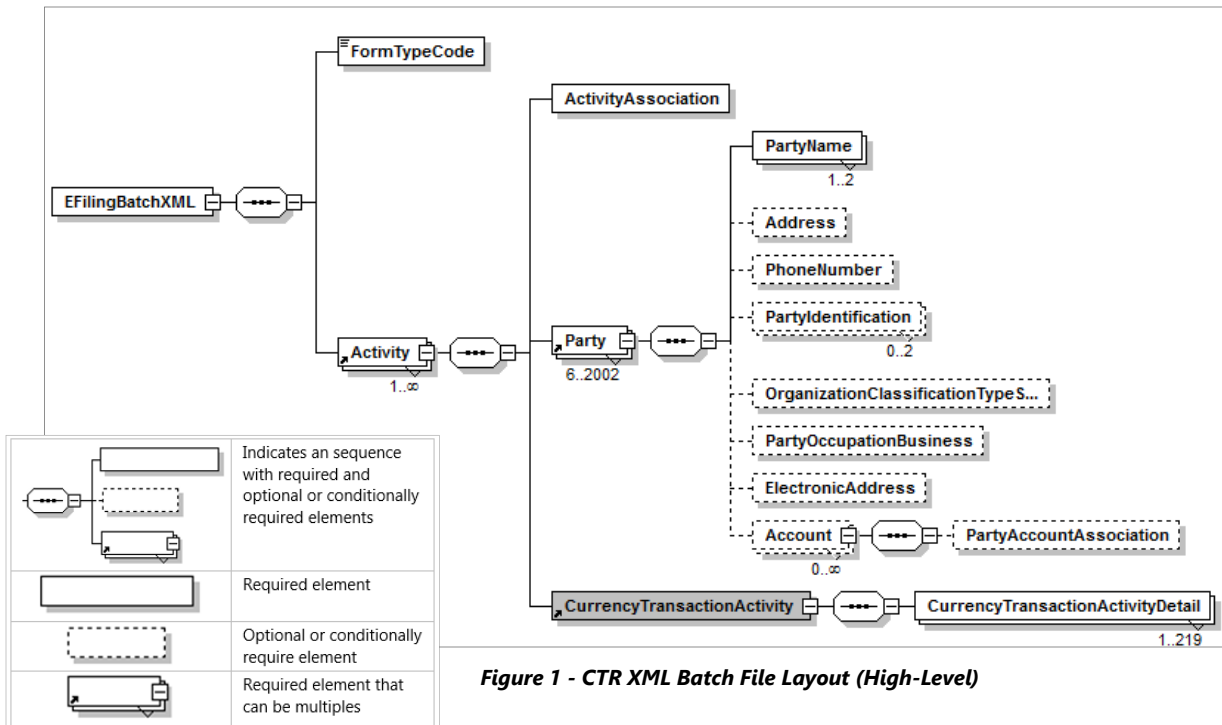 FormTypeCode
ActivityAssociation
PartyName
1..2
EFilingBatchXML
Address
PhoneNumber
PartyIdentification
0..2
Activity
1..∞
Party
6..2002
OrganizationClassificationTypeS...
PartyOccupationBusiness
ElectronicAddress
Account
0..∞
PartyAccountAssociation
CurrencyTransactionActivity
CurrencyTransactionActivityDetail
1..219
Indicates an sequence
with required and
optional or conditionally
required elements
Required element
Optional or conditionally
require element
Required element that
can be multiples
Figure 1 - CTR XML Batch File Layout (High-Level)